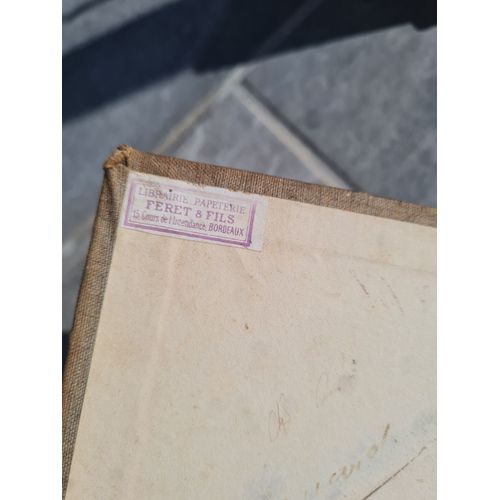 LIBRAIRIE PAPETERIE
FERET & FILS
15 Cours de l'Intendance, BORDEAUX